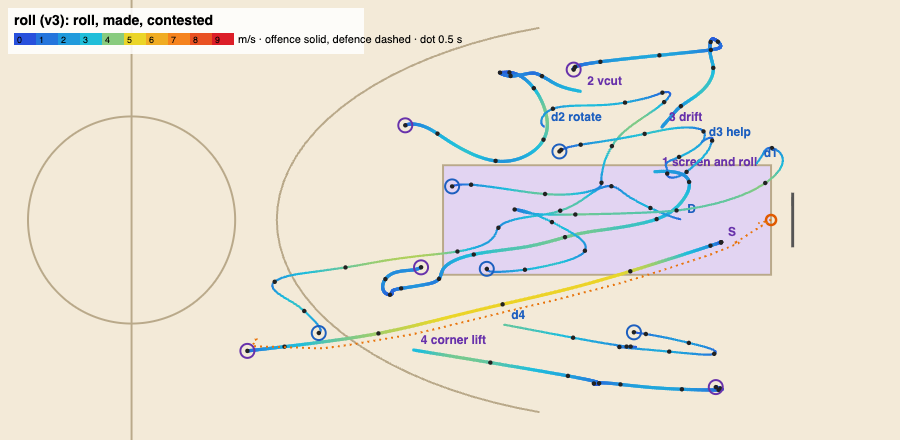 roll (v3): roll, made, contested
0 1 2 3 4 5 6 7 8 9 m/s · offence solid, defence dashed · dot 0.5 s
2 vcut
d2 rotate
3 drift
d3 help
1 screen and roll
d1
D
S
d4
4 corner lift